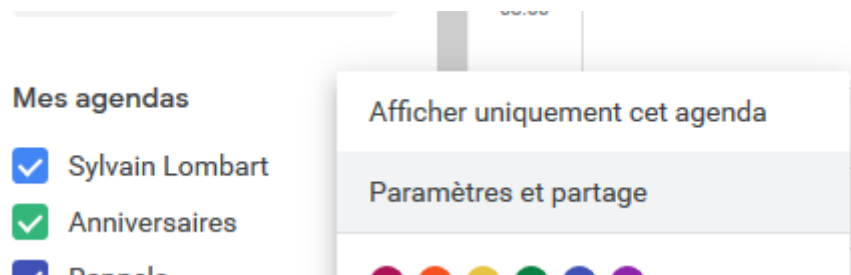 Mes agendas
Sylvain Lombart
Anniversaires
Afficher uniquement cet agenda
Paramètres et partage